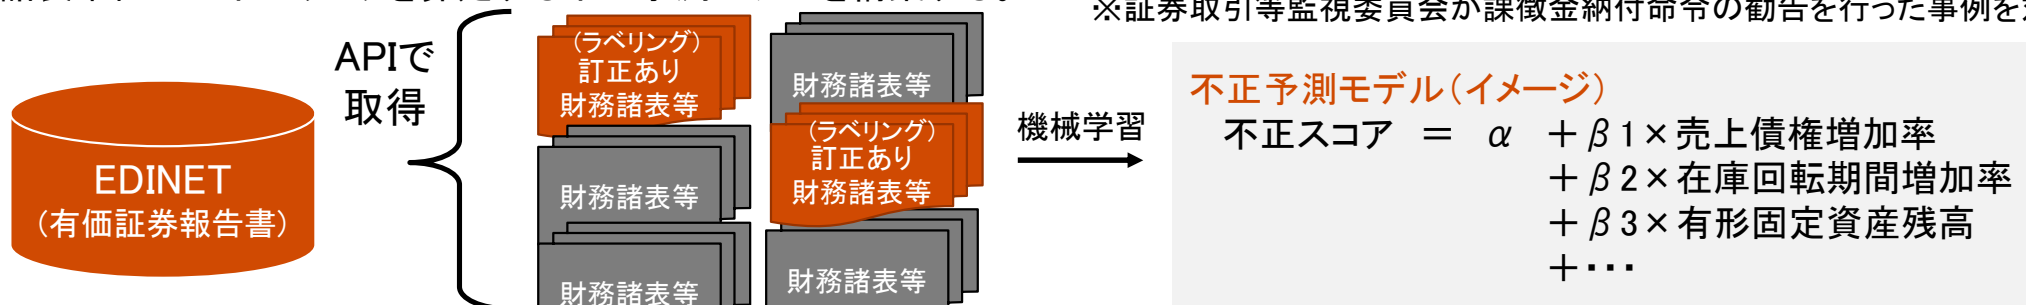 ※証券取引等監視委員会が課徴金納付命令の勧告を行った事例を
EDINET
(有価証券報告書)
APIで
取得
(ラベリング)
訂正あり
財務諸表等
財務諸表等
財務諸表等
財務諸表等
(ラベリング)
訂正あり
財務諸表等
財務諸表等
機械学習
不正予測モデル(イメージ)
不正スコア = α +β1×売上債権増加率
+β2×在庫回転期間増加率
+β3×有形固定資産残高
+・・・